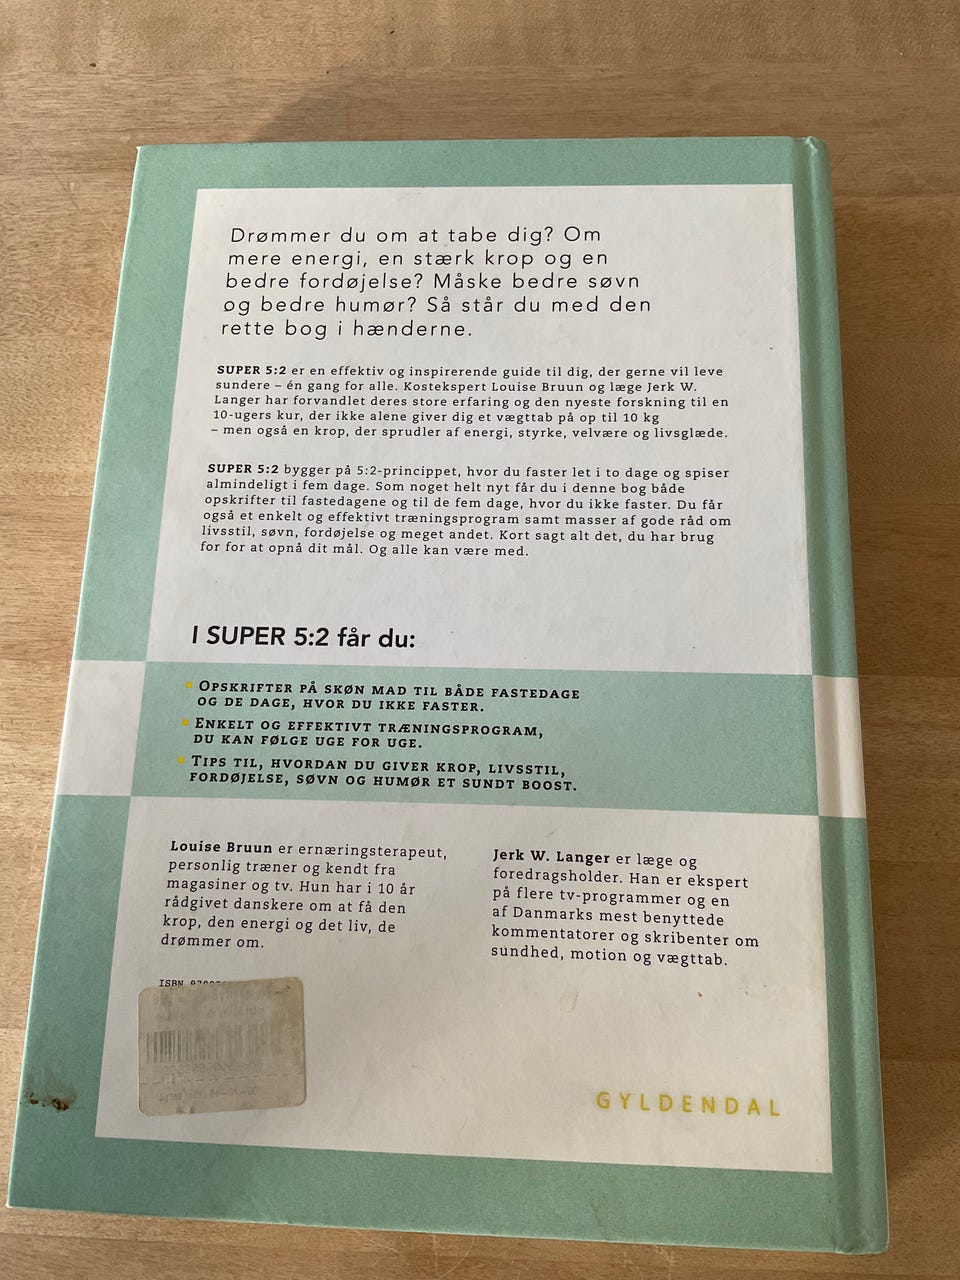 Drømmer du om at tabe dig? Om
mere energi, en stærk krop og en
bedre fordøjelse? Måske bedre søvn
og bedre humør? Så står du med den
rette bog i hænderne.
SUPER 5:2 er en effektiv og inspirerende guide til dig, der gerne vil leve
sundere – én gang for alle. Kostekspert Louise Bruun og læge Jerk W.
Langer har forvandlet deres store erfaring og den nyeste forskning til en
10-ugers kur, der ikke alene giver dig et vægttab på op til 10 kg
– men også en krop, der sprudler af energi, styrke, velvære og livsglæde.
SUPER 5:2 bygger på 5:2-princippet, hvor du faster let i to dage og spiser
almindeligt i fem dage. Som noget helt nyt får du i denne bog både
opskrifter til fastedagene og til de fem dage, hvor du ikke faster. Du får
også et enkelt og effektivt træningsprogram samt masser af gode råd om
livsstil, søvn, fordøjelse og meget andet. Kort sagt alt det, du har brug
for for at opnå dit mål. Og alle kan være med.
I SUPER 5:2 får du:
OPSKRIFTER PÅ SKØN MAD TIL BÅDE FASTEDAGE
OG DE DAGE, HVOR DU IKKE FASTER.
ENKELT OG EFFEKTIVT TRÆNINGSPROGRAM,
DU KAN FØLGE UGE FOR UGE.
TIPS TIL, HVORDAN DU GIVER KROP, LIVSSTIL,
FORDØJELSE, SØVN OG HUMØR ET SUNDT BOOST.
Louise Bruun er ernæringsterapeut,
personlig træner og kendt fra
magasiner og tv. Hun har i 10 år
rådgivet danskere om at få den
krop, den energi og det liv, de
drømmer om.
Jerk W. Langer er læge og
foredragsholder. Han er ekspert
på flere tv-programmer og en
af Danmarks mest benyttede
kommentatorer og skribenter om
sundhed, motion og vægttab.
ISBN
GYLDENDAL